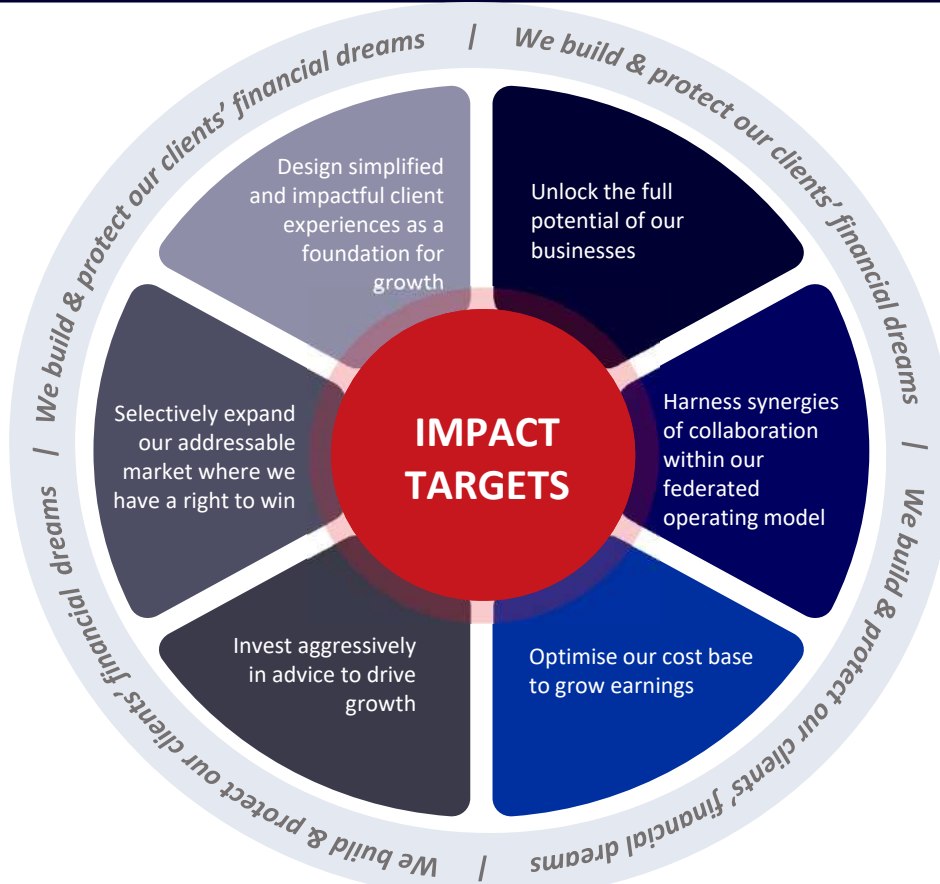 We build & protect our clients' financial dreams | We build & protect our clients' financial dreams | We build & protect our clients' financial dreams | We build & protect our clients' financial dreams |
Design simplified
and impactful client
experiences as a
foundation for
growth
Unlock the full
potential of our
businesses
Selectively expand
our addressable
market where we
have a right to win
IMPACT
TARGETS
Harness synergies
of collaboration
within our
federated
operating model
Invest aggressively
in advice to drive
growth
Optimise our cost base
to grow earnings